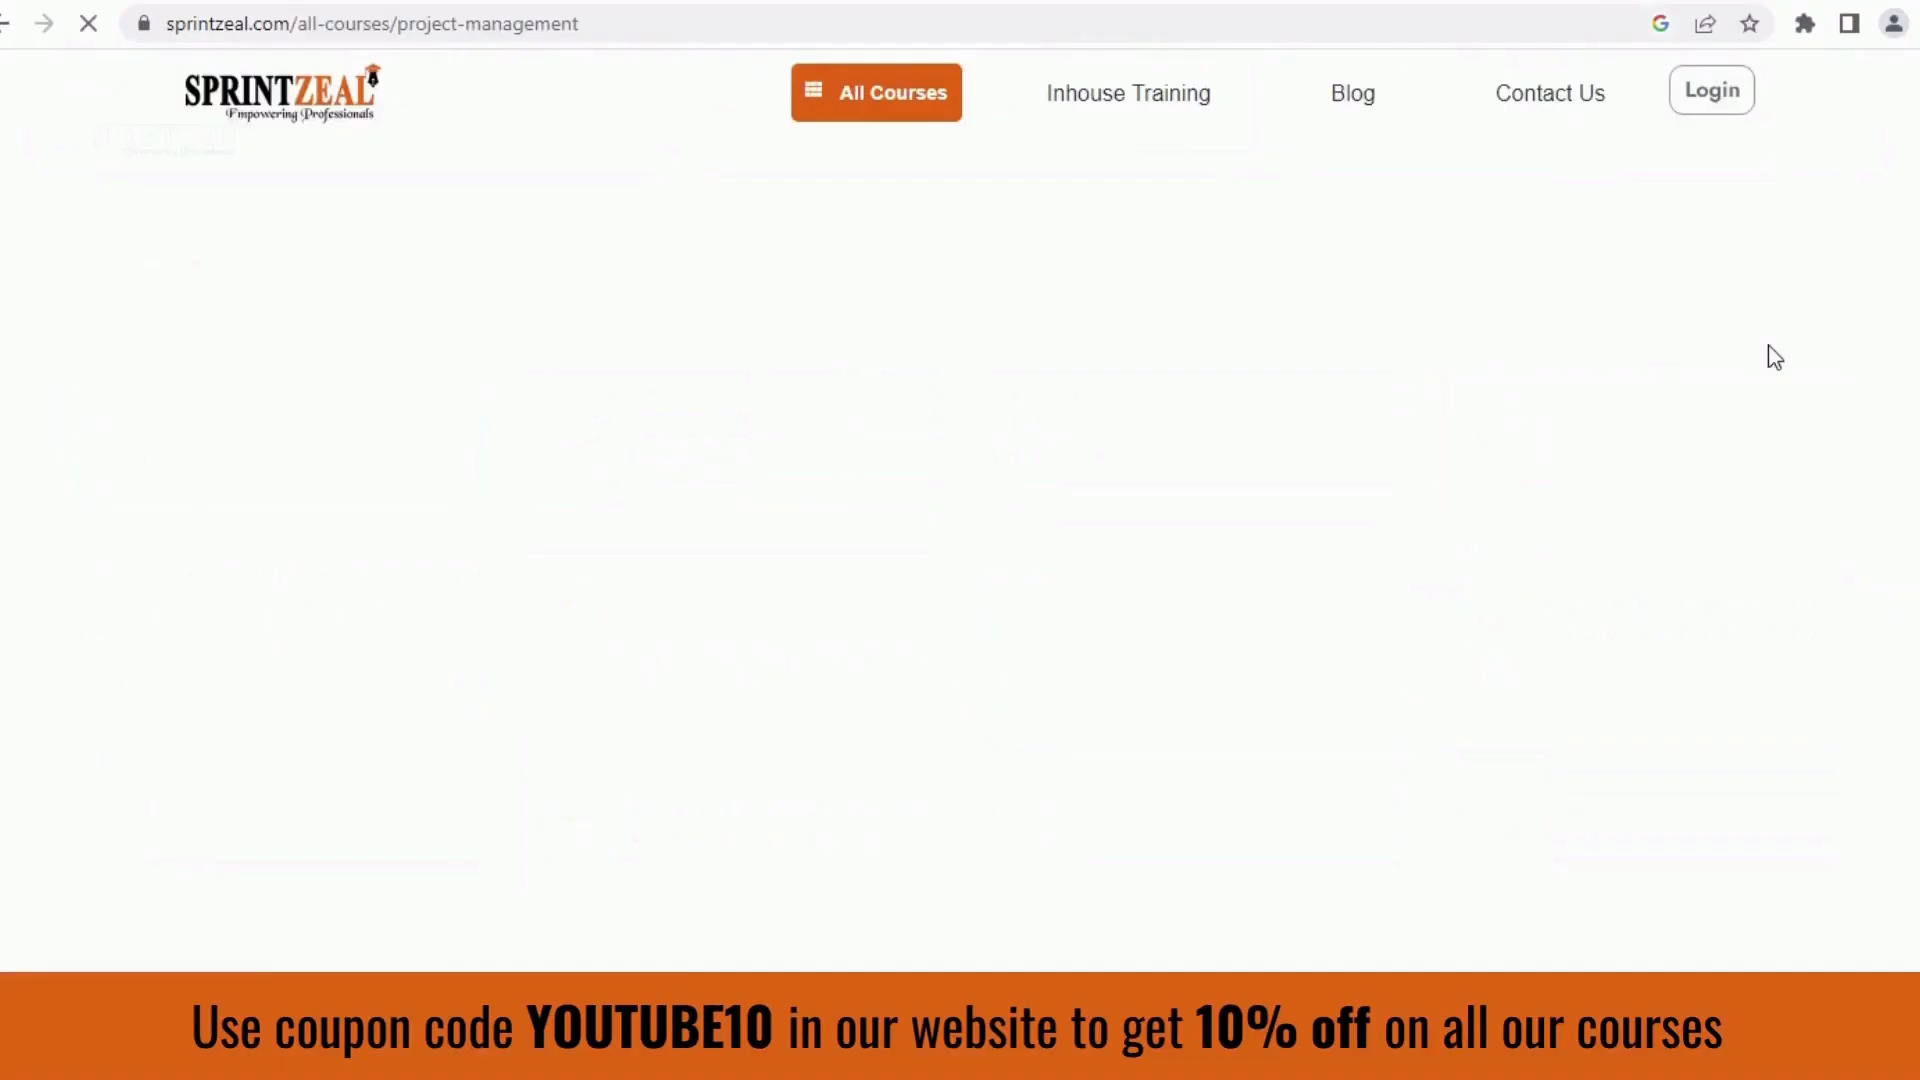 sprintzeal.com/all-courses/project-management
SPRINTZEAL
Empowering Professionals
All Courses
Inhouse Training
Blog
Contact Us
Login
Use coupon code YOUTUBE10 in our website to get 10% off on all our courses